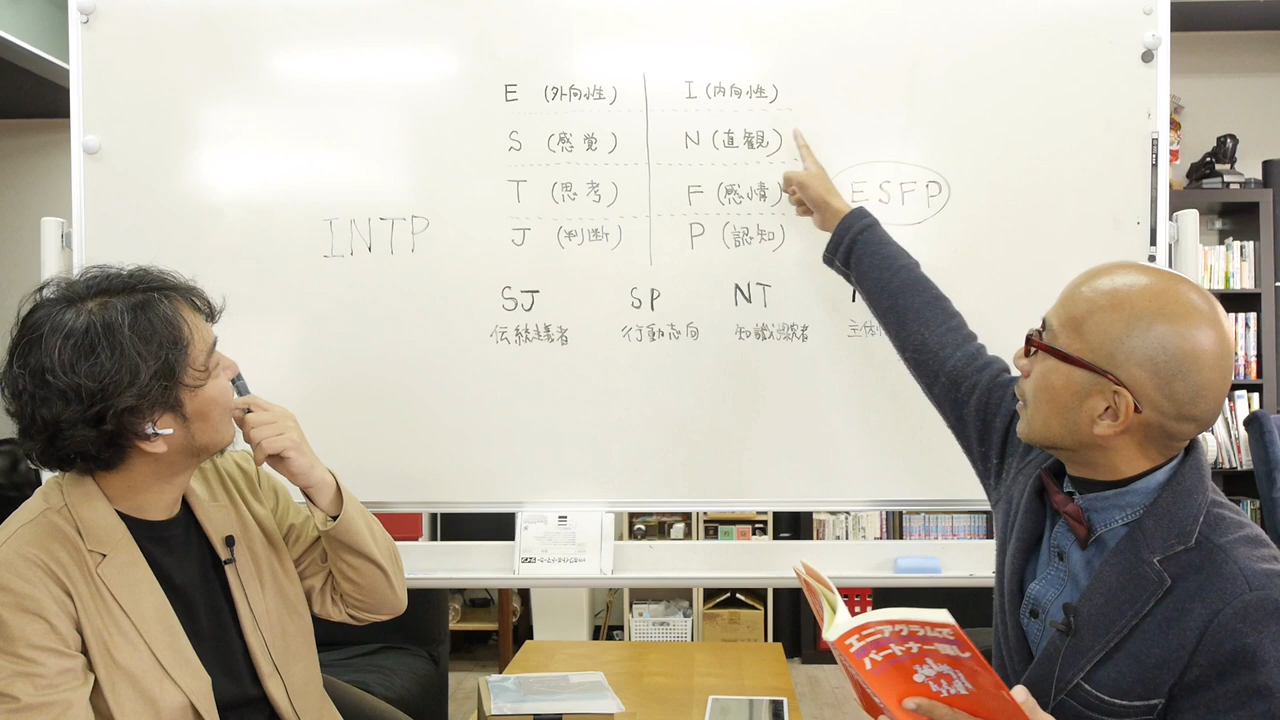 E (外向性) I (内向性)
S (感覚) N (直観)
T (思考) F (感情)
J (判断) P (認知)
INTP
ESFP
SJ SP NT
伝統主義者 行動志向 知識探究者 主体
エニアグラムで
パートナー探し